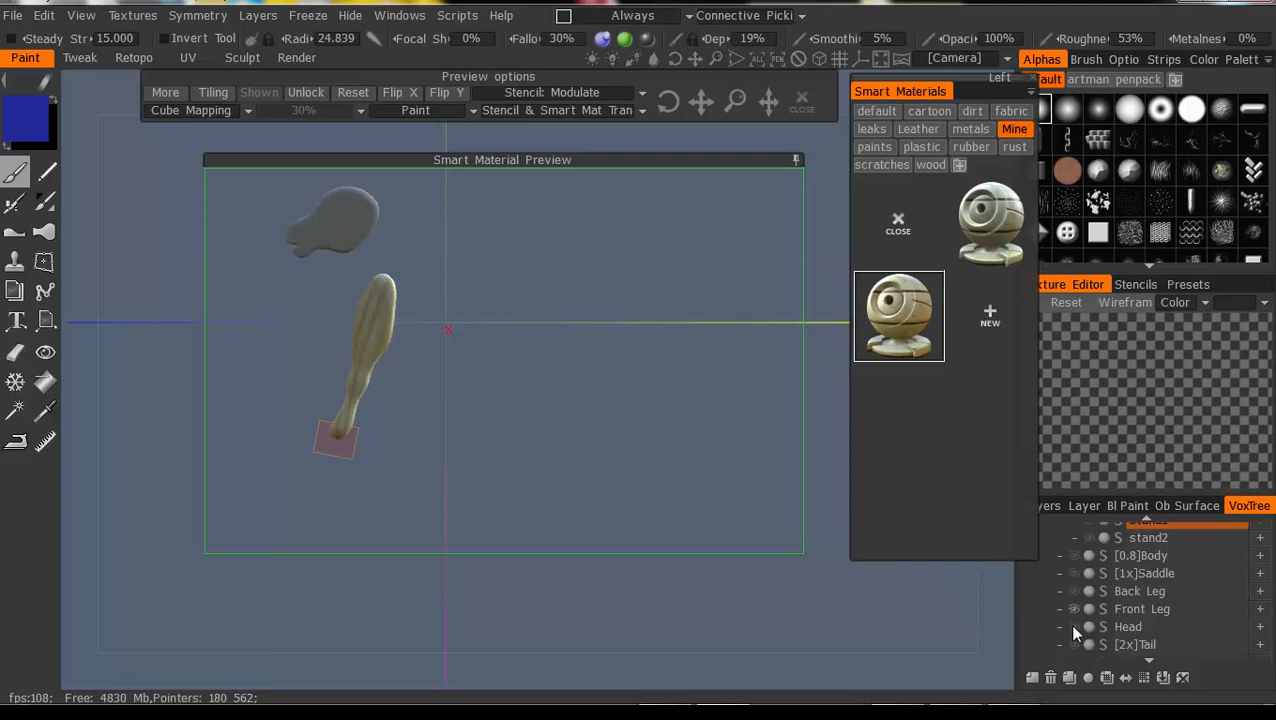 File Edit View Textures Symmetry Layers Freeze Hide Windows Scripts Help Always Connective Picki
Steady Str 15.000 Invert Tool Radi 24.839 Focal Sh 0% Fallo 30% Dep 19% Smoothi 5% Opaci 100% Roughne 53% Metalnes 0%
Paint Tweak Retopo UV Sculpt Render [Camera] Alphas Brush Optio Strips Color Palett
Preview options
More Tiling Shown Unlock Reset Flip X Flip Y Stencil: Modulate
Cube Mapping 30% Paint Stencil & Smart Mat Tran CLOSE
Left
artman penpack
Smart Materials
default cartoon dirt fabric
leaks Leather metals Mine
paints plastic rubber rust
scratches wood
CLOSE
NEW
Smart Material Preview
xture Editor Stencils Presets
Reset Wirefram Color
yers Layer Bl Paint Ob Surface VoxTree
stand2
[0.8]Body
[1x]Saddle
Back Leg
Front Leg
Head
[2x]Tail
fps:108; Free: 4830 Mb,Pointers: 180 562;